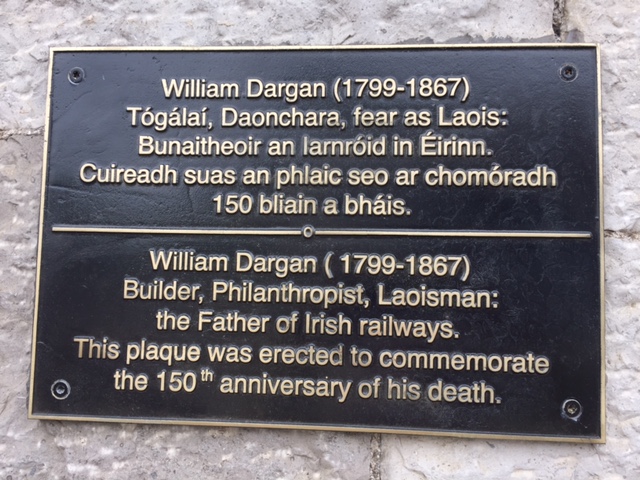 William Dargan (1799-1867)
Tógálaí, Daonchara, fear as Laois:
Bunaitheoir an Iarnróid in Éirinn.
Cuireadh suas an phlaic seo ar chomóradh
150 bliain a bháis.
William Dargan ( 1799-1867)
Builder, Philanthropist, Laoisman:
the Father of Irish railways.
This plaque was erected to commemorate
the 150th anniversary of his death.